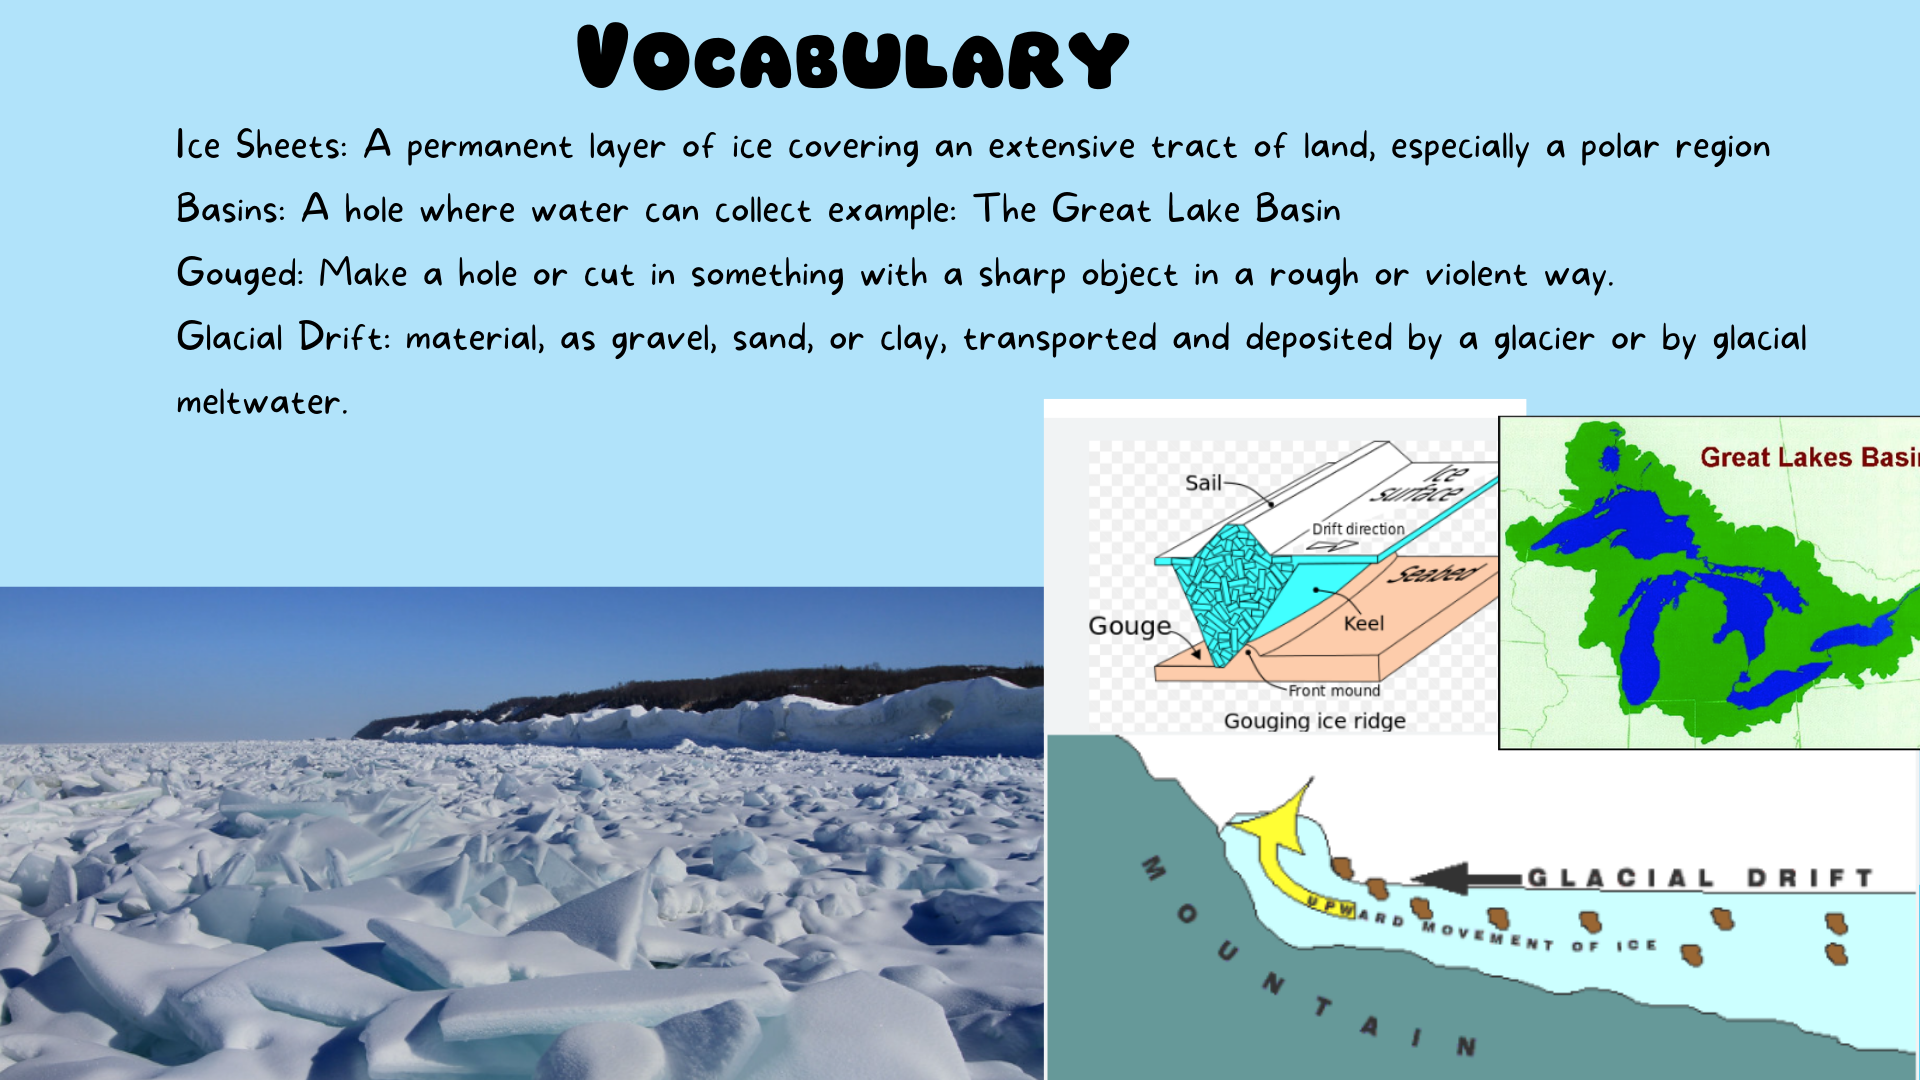 Vocabulary
Ice Sheets: A permanent layer of ice covering an extensive tract of land, especially a polar region
Basins: A hole where water can collect example: The Great Lake Basin
Gouged: Make a hole or cut in something with a sharp object in a rough or violent way.
Glacial Drift: material, as gravel, sand, or clay, transported and deposited by a glacier or by glacial
meltwater.
Sail
Ice
surface
Drift direction
Seabed
Gouge
Keel
Front mound
Gouging ice ridge
Great Lakes Basi
GLACIAL DRIFT
UPWARD MOVEMENT OF ICE
MOUNTAIN